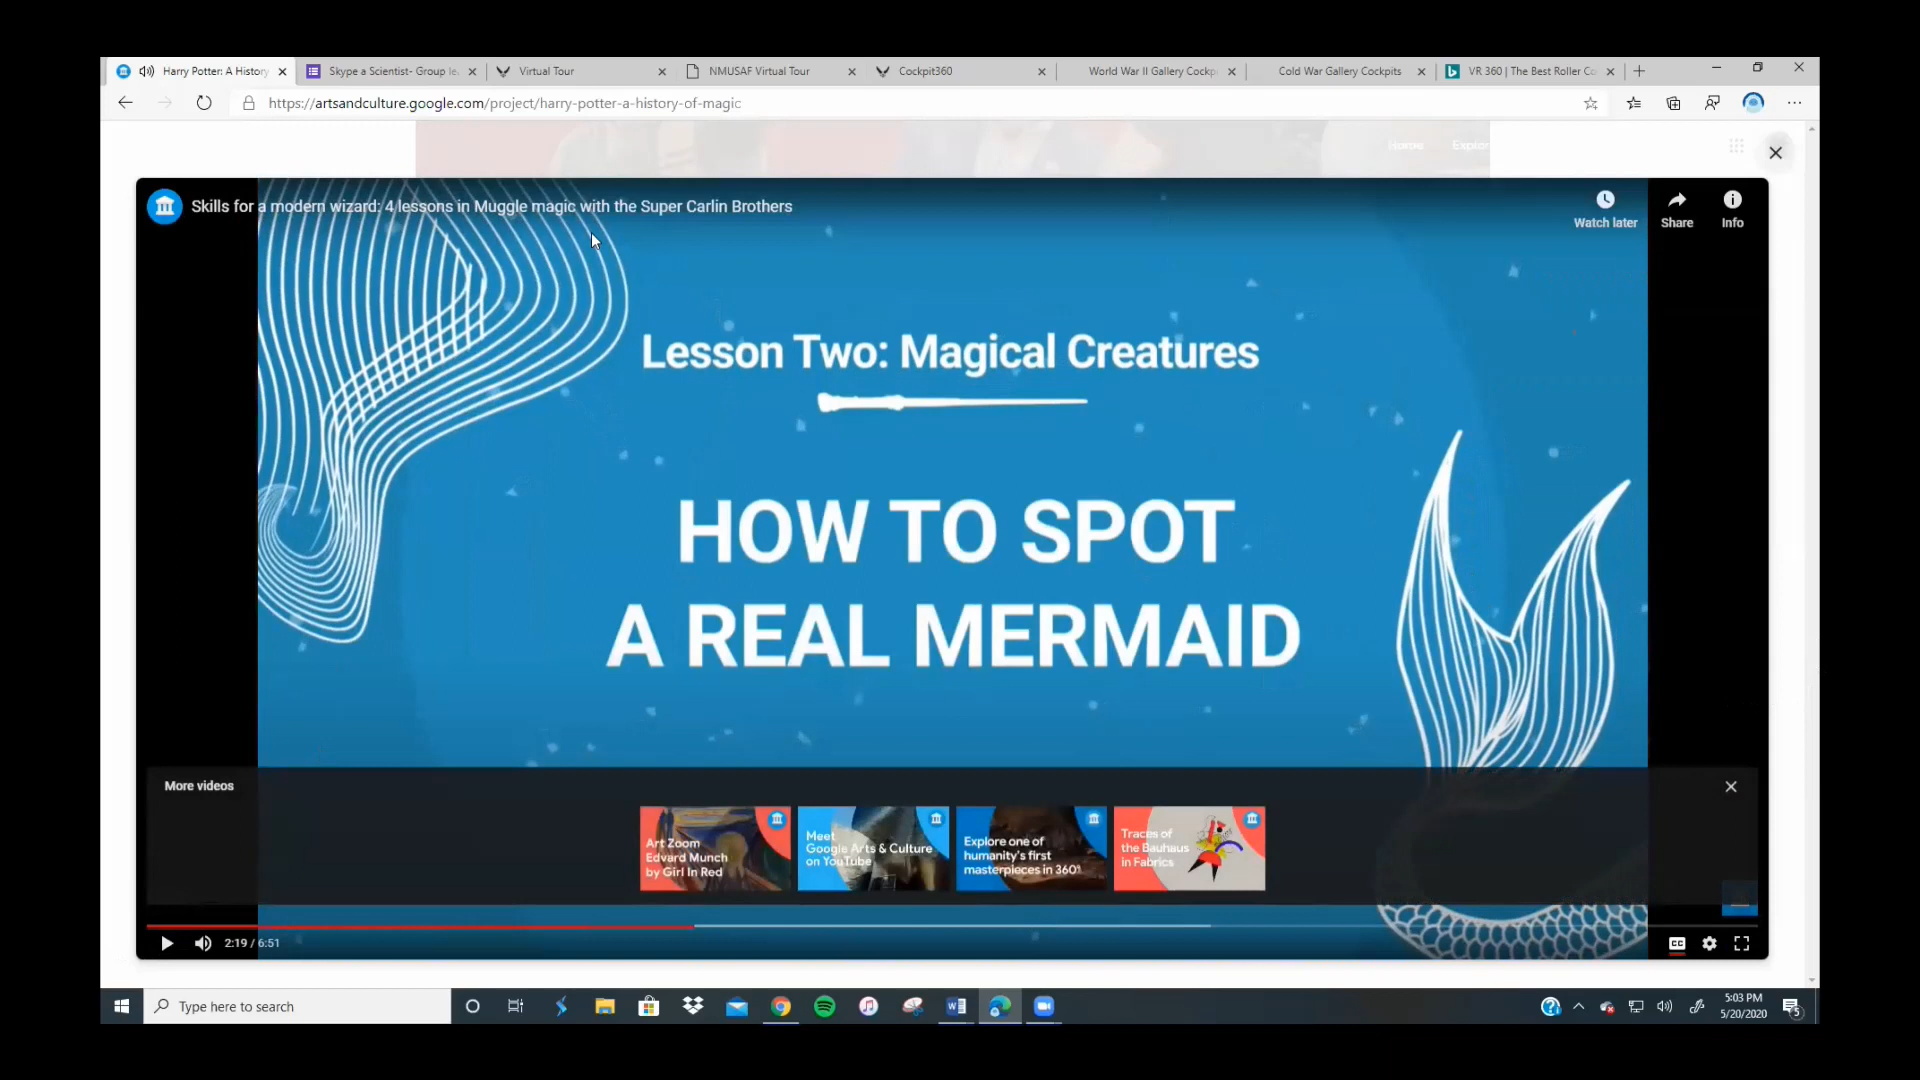 Harry Potter: A History
Skype a Scientist- Group le
Virtual Tour
NMUSAF Virtual Tour
Cockpit360
World War II Gallery Cockp
Cold War Gallery Cockpits
VR 360 | The Best Roller Co
https://artsandculture.google.com/project/harry-potter-a-history-of-magic
Home
Explor
Skills for a modern wizard: 4 lessons in Muggle magic with the Super Carlin Brothers
Watch later
Share
Info
Lesson Two: Magical Creatures
HOW TO SPOT
A REAL MERMAID
More videos
Art Zoom
Edvard Munch
by Girl In Red
Meet
Google Arts & Culture
on YouTube
Explore one of
humanity's first
masterpieces in 360°
Traces of
the Bauhaus
in Fabrics
2:19 / 6:51
CC
Type here to search
5:03 PM
5/20/2020
5